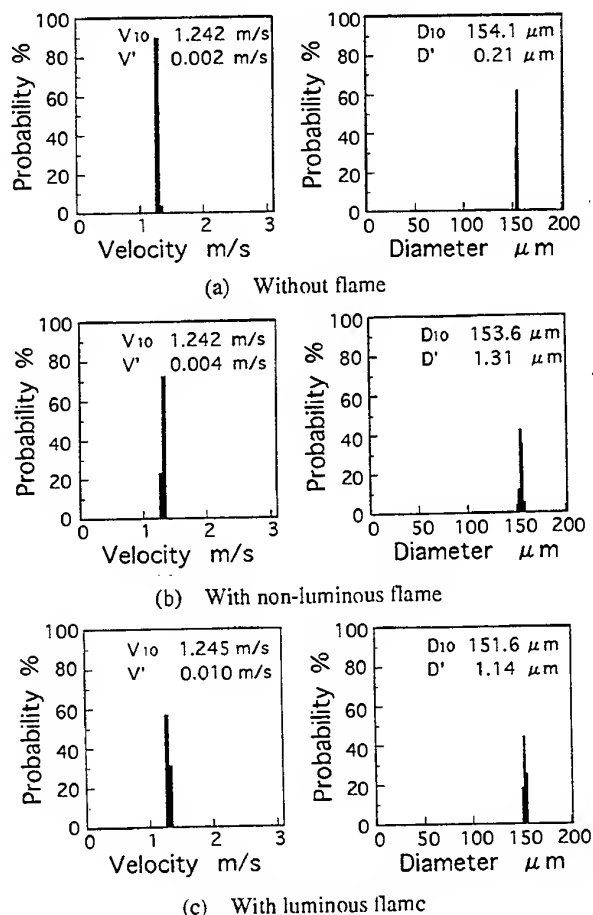 100
80
60
40
20
0
Probability %
V10 1.242 m/s
V' 0.002 m/s
1 2 3
Velocity m/s
100
80
60
40
20
0
Probability %
D10 154.1 μm
D' 0.21 μm
0 50 100 150 200
Diameter μm
(a) Without flame
100
80
60
40
20
0
Probability %
V10 1.242 m/s
V' 0.004 m/s
0 1 2 3
Velocity m/s
100
80
60
40
20
0
Probability %
D10 153.6 μm
D' 1.31 μm
0 50 100 150 200
Diameter μm
(b) With non-luminous flame
100
80
60
40
20
0
Probability %
V10 1.245 m/s
V' 0.010 m/s
0 1 2 3
Velocity m/s
100
80
60
40
20
0
Probability %
D10 151.6 μm
D' 1.14 μm
0 50 100 150 200
Diameter μm
(c) With luminous flame